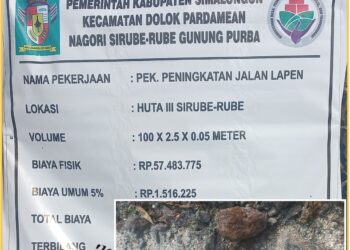 PEMERINTAH KABUPATEN SIMALUNGUN
KECAMATAN DOLOK PARDAMEAN
NAGORI SIRUBE-RUBE GUNUNG PURBA
NAMA PEKERJAAN : PEK. PENINGKATAN JALAN LAPEN
LOKASI : HUTA III SIRUBE-RUBE
VOLUME : 100 X 2.5 X 0.05 METER
BIAYA FISIK : RP.57.483.775
BIAYA UMUM 5% : RP.1.516.225
TOTAL BIAYA
TERBILANG